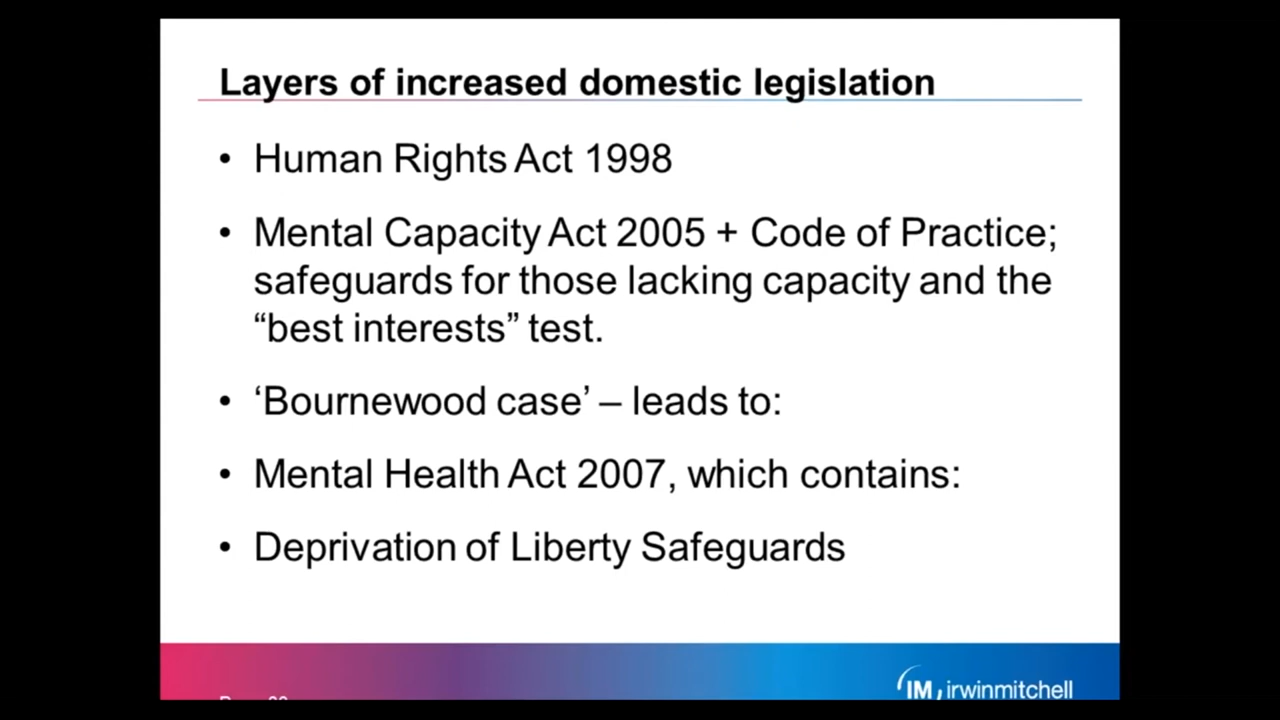 Layers of increased domestic legislation
• Human Rights Act 1998
• Mental Capacity Act 2005 + Code of Practice;
safeguards for those lacking capacity and the
“best interests” test.
• ‘Bournewood case’ – leads to:
• Mental Health Act 2007, which contains:
• Deprivation of Liberty Safeguards
IM irwinmitchell